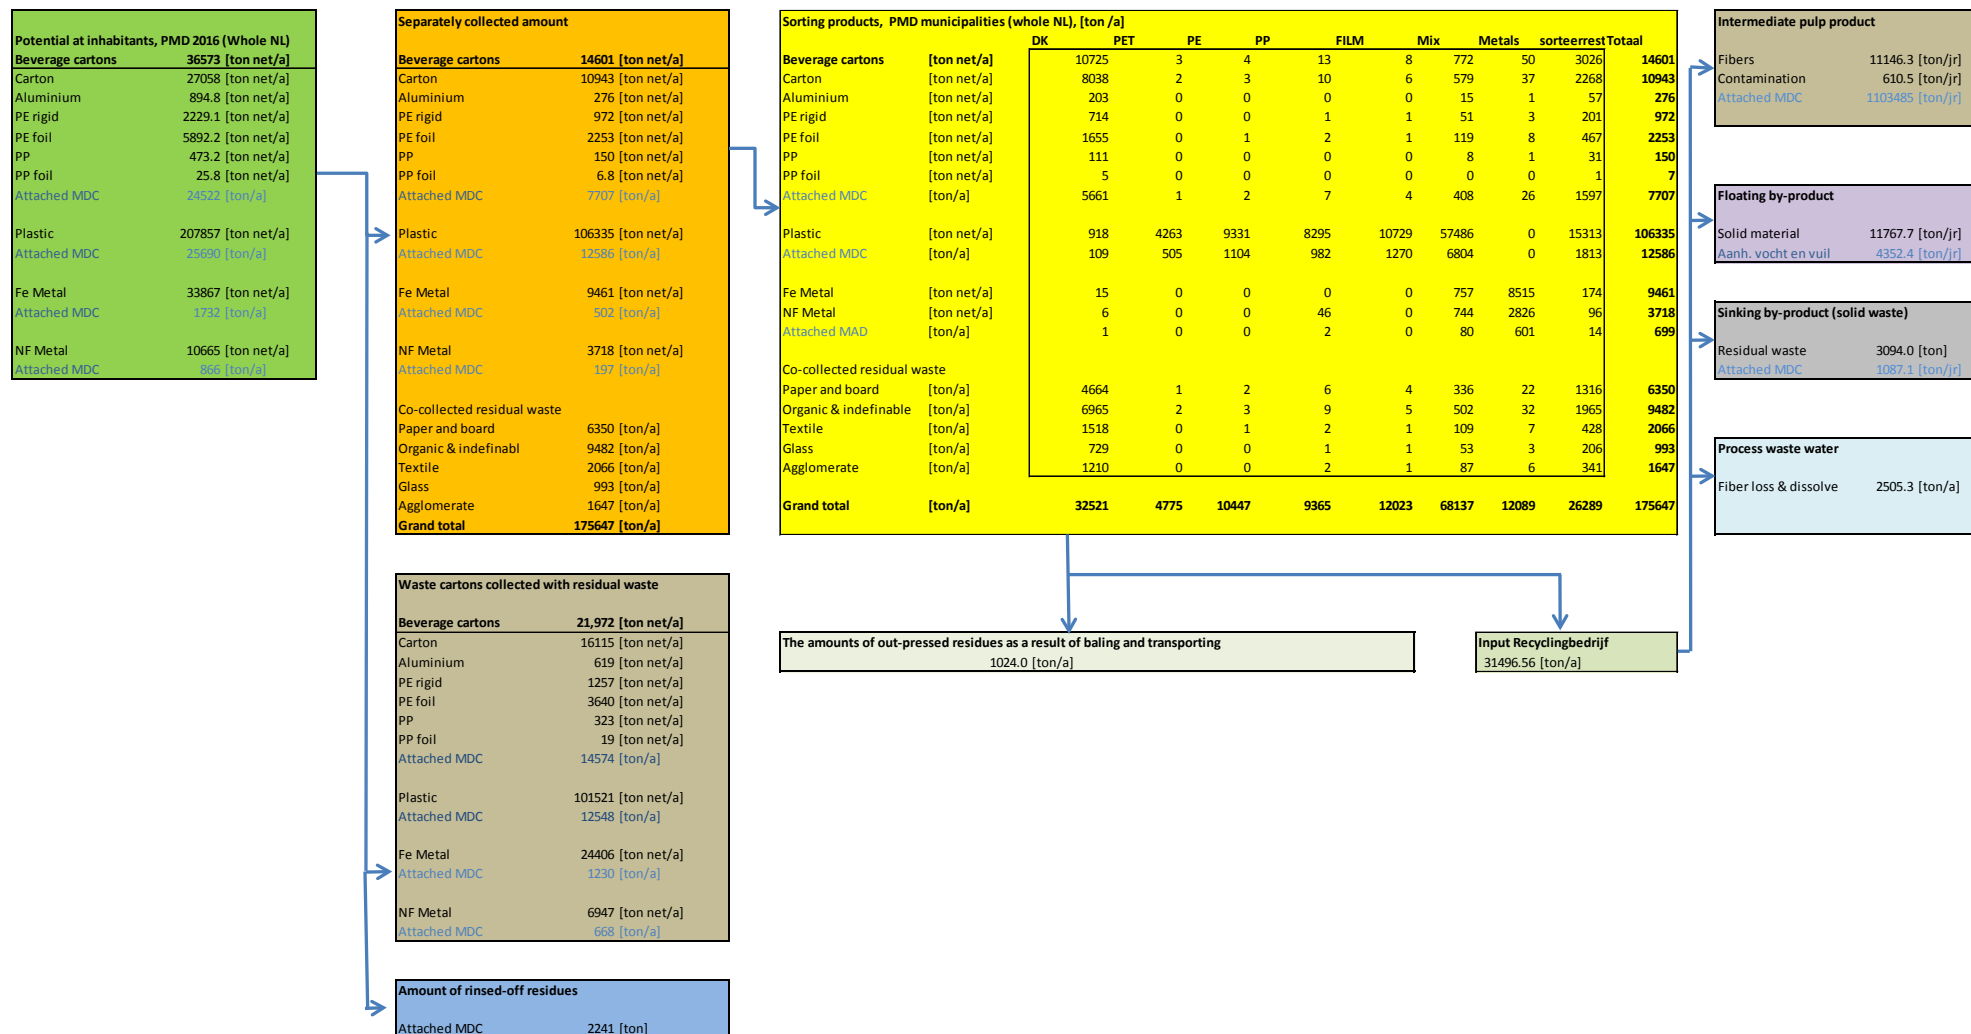 Potential at inhabitants, PMD 2016 (Whole NL)
Beverage cartons 36573 [ton net/a]
Carton 27058 [ton net/a]
Aluminium 894.8 [ton net/a]
PE rigid 2229.1 [ton net/a]
PE foil 5892.2 [ton net/a]
PP 473.2 [ton net/a]
PP foil 25.8 [ton net/a]
Attached MDC 24522 [ton/a]
Plastic 207857 [ton net/a]
Attached MDC 25690 [ton/a]
Fe Metal 33867 [ton net/a]
Attached MDC 1732 [ton/a]
NF Metal 10665 [ton net/a]
Attached MDC 866 [ton/a]
Separately collected amount
Beverage cartons 14601 [ton net/a]
Carton 10943 [ton net/a]
Aluminium 276 [ton net/a]
PE rigid 972 [ton net/a]
PE foil 2253 [ton net/a]
PP 150 [ton net/a]
PP foil 6.8 [ton net/a]
Attached MDC 7707 [ton/a]
Plastic 106335 [ton net/a]
Attached MDC 12586 [ton/a]
Fe Metal 9461 [ton net/a]
Attached MDC 502 [ton/a]
NF Metal 3718 [ton net/a]
Attached MDC 197 [ton/a]
Co-collected residual waste
Paper and board 6350 [ton/a]
Organic & indefinabl 9482 [ton/a]
Textile 2066 [ton/a]
Glass 993 [ton/a]
Agglomerate 1647 [ton/a]
Grand total 175647 [ton/a]
Waste cartons collected with residual waste
Beverage cartons 21,972 [ton net/a]
Carton 16115 [ton net/a]
Aluminium 619 [ton net/a]
PE rigid 1257 [ton net/a]
PE foil 3640 [ton net/a]
PP 323 [ton net/a]
PP foil 19 [ton net/a]
Attached MDC 14574 [ton/a]
Plastic 101521 [ton net/a]
Attached MDC 12548 [ton/a]
Fe Metal 24406 [ton net/a]
Attached MDC 1230 [ton/a]
NF Metal 6947 [ton net/a]
Attached MDC 668 [ton/a]
Amount of rinsed-off residues
Attached MDC 2241 [ton]
Sorting products, PMD municipalities (whole NL), [ton /a]
DK PET PE PP FILM Mix Metals sorteerrest Totaal
Beverage cartons [ton net/a] 10725 3 4 13 8 772 50 3026 14601
Carton [ton net/a] 8038 2 3 10 6 579 37 2268 10943
Aluminium [ton net/a] 203 0 0 0 0 15 1 57 276
PE rigid [ton net/a] 714 0 0 1 1 51 3 201 972
PE foil [ton net/a] 1655 0 1 2 1 119 8 467 2253
PP [ton net/a] 111 0 0 0 0 8 1 31 150
PP foil [ton net/a] 5 0 0 0 0 0 0 1 7
Attached MDC [ton/a] 5661 1 2 7 4 408 26 1597 7707
Plastic [ton net/a] 918 4263 9331 8295 10729 57486 0 15313 106335
Attached MDC [ton/a] 109 505 1104 982 1270 6804 0 1813 12586
Fe Metal [ton net/a] 15 0 0 0 0 757 8515 174 9461
NF Metal [ton net/a] 6 0 0 46 0 744 2826 96 3718
Attached MAD [ton/a] 1 0 0 2 0 80 601 14 699
Co-collected residual waste
Paper and board [ton/a] 4664 1 2 6 4 336 22 1316 6350
Organic & indefinable [ton/a] 6965 2 3 9 5 502 32 1965 9482
Textile [ton/a] 1518 0 1 2 1 109 7 428 2066
Glass [ton/a] 729 0 0 1 1 53 3 206 993
Agglomerate [ton/a] 1210 0 0 2 1 87 6 341 1647
Grand total [ton/a] 32521 4775 10447 9365 12023 68137 12089 26289 175647
The amounts of out-pressed residues as a result of baling and transporting
1024.0 [ton/a]
Input Recyclingbedrijf
31496.56 [ton/a]
Intermediate pulp product
Fibers 11146.3 [ton/jr]
Contamination 610.5 [ton/jr]
Attached MDC 1103485 [ton/jr]
Floating by-product
Solid material 11767.7 [ton/jr]
Aanh. vocht en vuil 4352.4 [ton/jr]
Sinking by-product (solid waste)
Residual waste 3094.0 [ton]
Attached MDC 1087.1 [ton/jr]
Process waste water
Fiber loss & dissolve 2505.3 [ton/a]